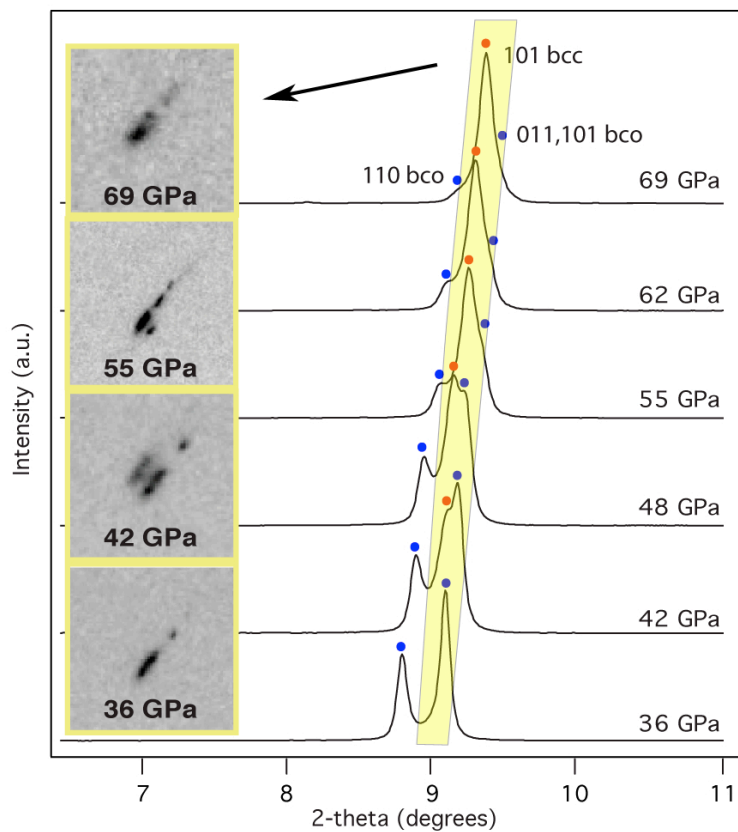 101 bcc
011,101 bco
110 bco
69 GPa
69 GPa
62 GPa
55 GPa
55 GPa
48 GPa
42 GPa
42 GPa
36 GPa
36 GPa
Intensity (a.u.)
7 8 9 10 11
2-theta (degrees)